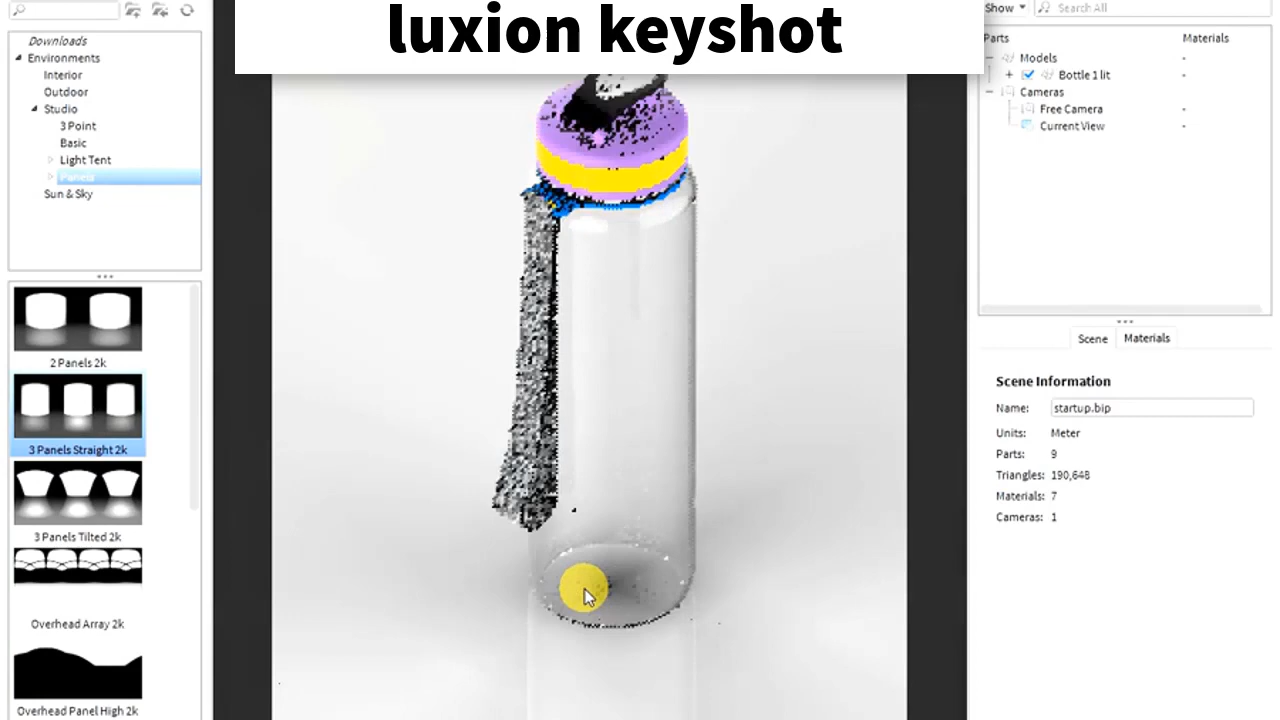 luxion keyshot
Downloads
Environments
Interior
Outdoor
Studio
3 Point
Basic
Light Tent
Panels
Sun & Sky
2 Panels 2k
3 Panels Straight 2k
3 Panels Tilted 2k
Overhead Array 2k
Overhead Panel High 2k
Show
Search All
Parts Materials
Models -
Bottle 1 lit -
Cameras
Free Camera -
Current View -
Scene Materials
Scene Information
Name: startup.bip
Units: Meter
Parts: 9
Triangles: 190,648
Materials: 7
Cameras: 1